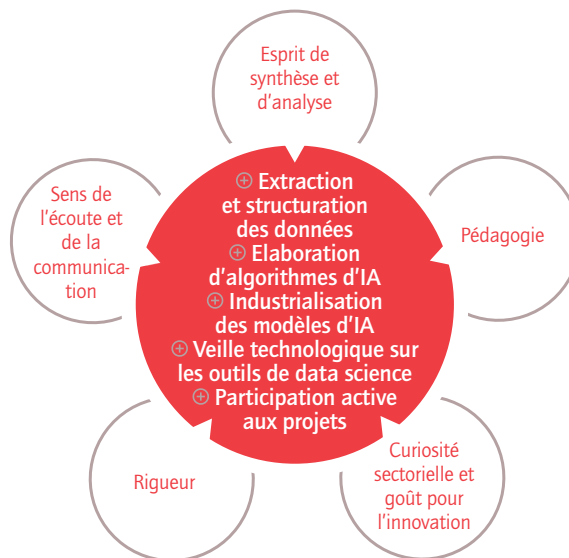 Esprit de
synthèse et
d'analyse
Sens de
l'écoute et
de la
communica-
tion
Pédagogie
⊕ Extraction
et structuration
des données
⊕ Elaboration
d'algorithmes d'IA
⊕ Industrialisation
des modèles d'IA
⊕ Veille technologique sur
les outils de data science
⊕ Participation active
aux projets
Rigueur
Curiosité
sectorielle et
goût pour
l'innovation